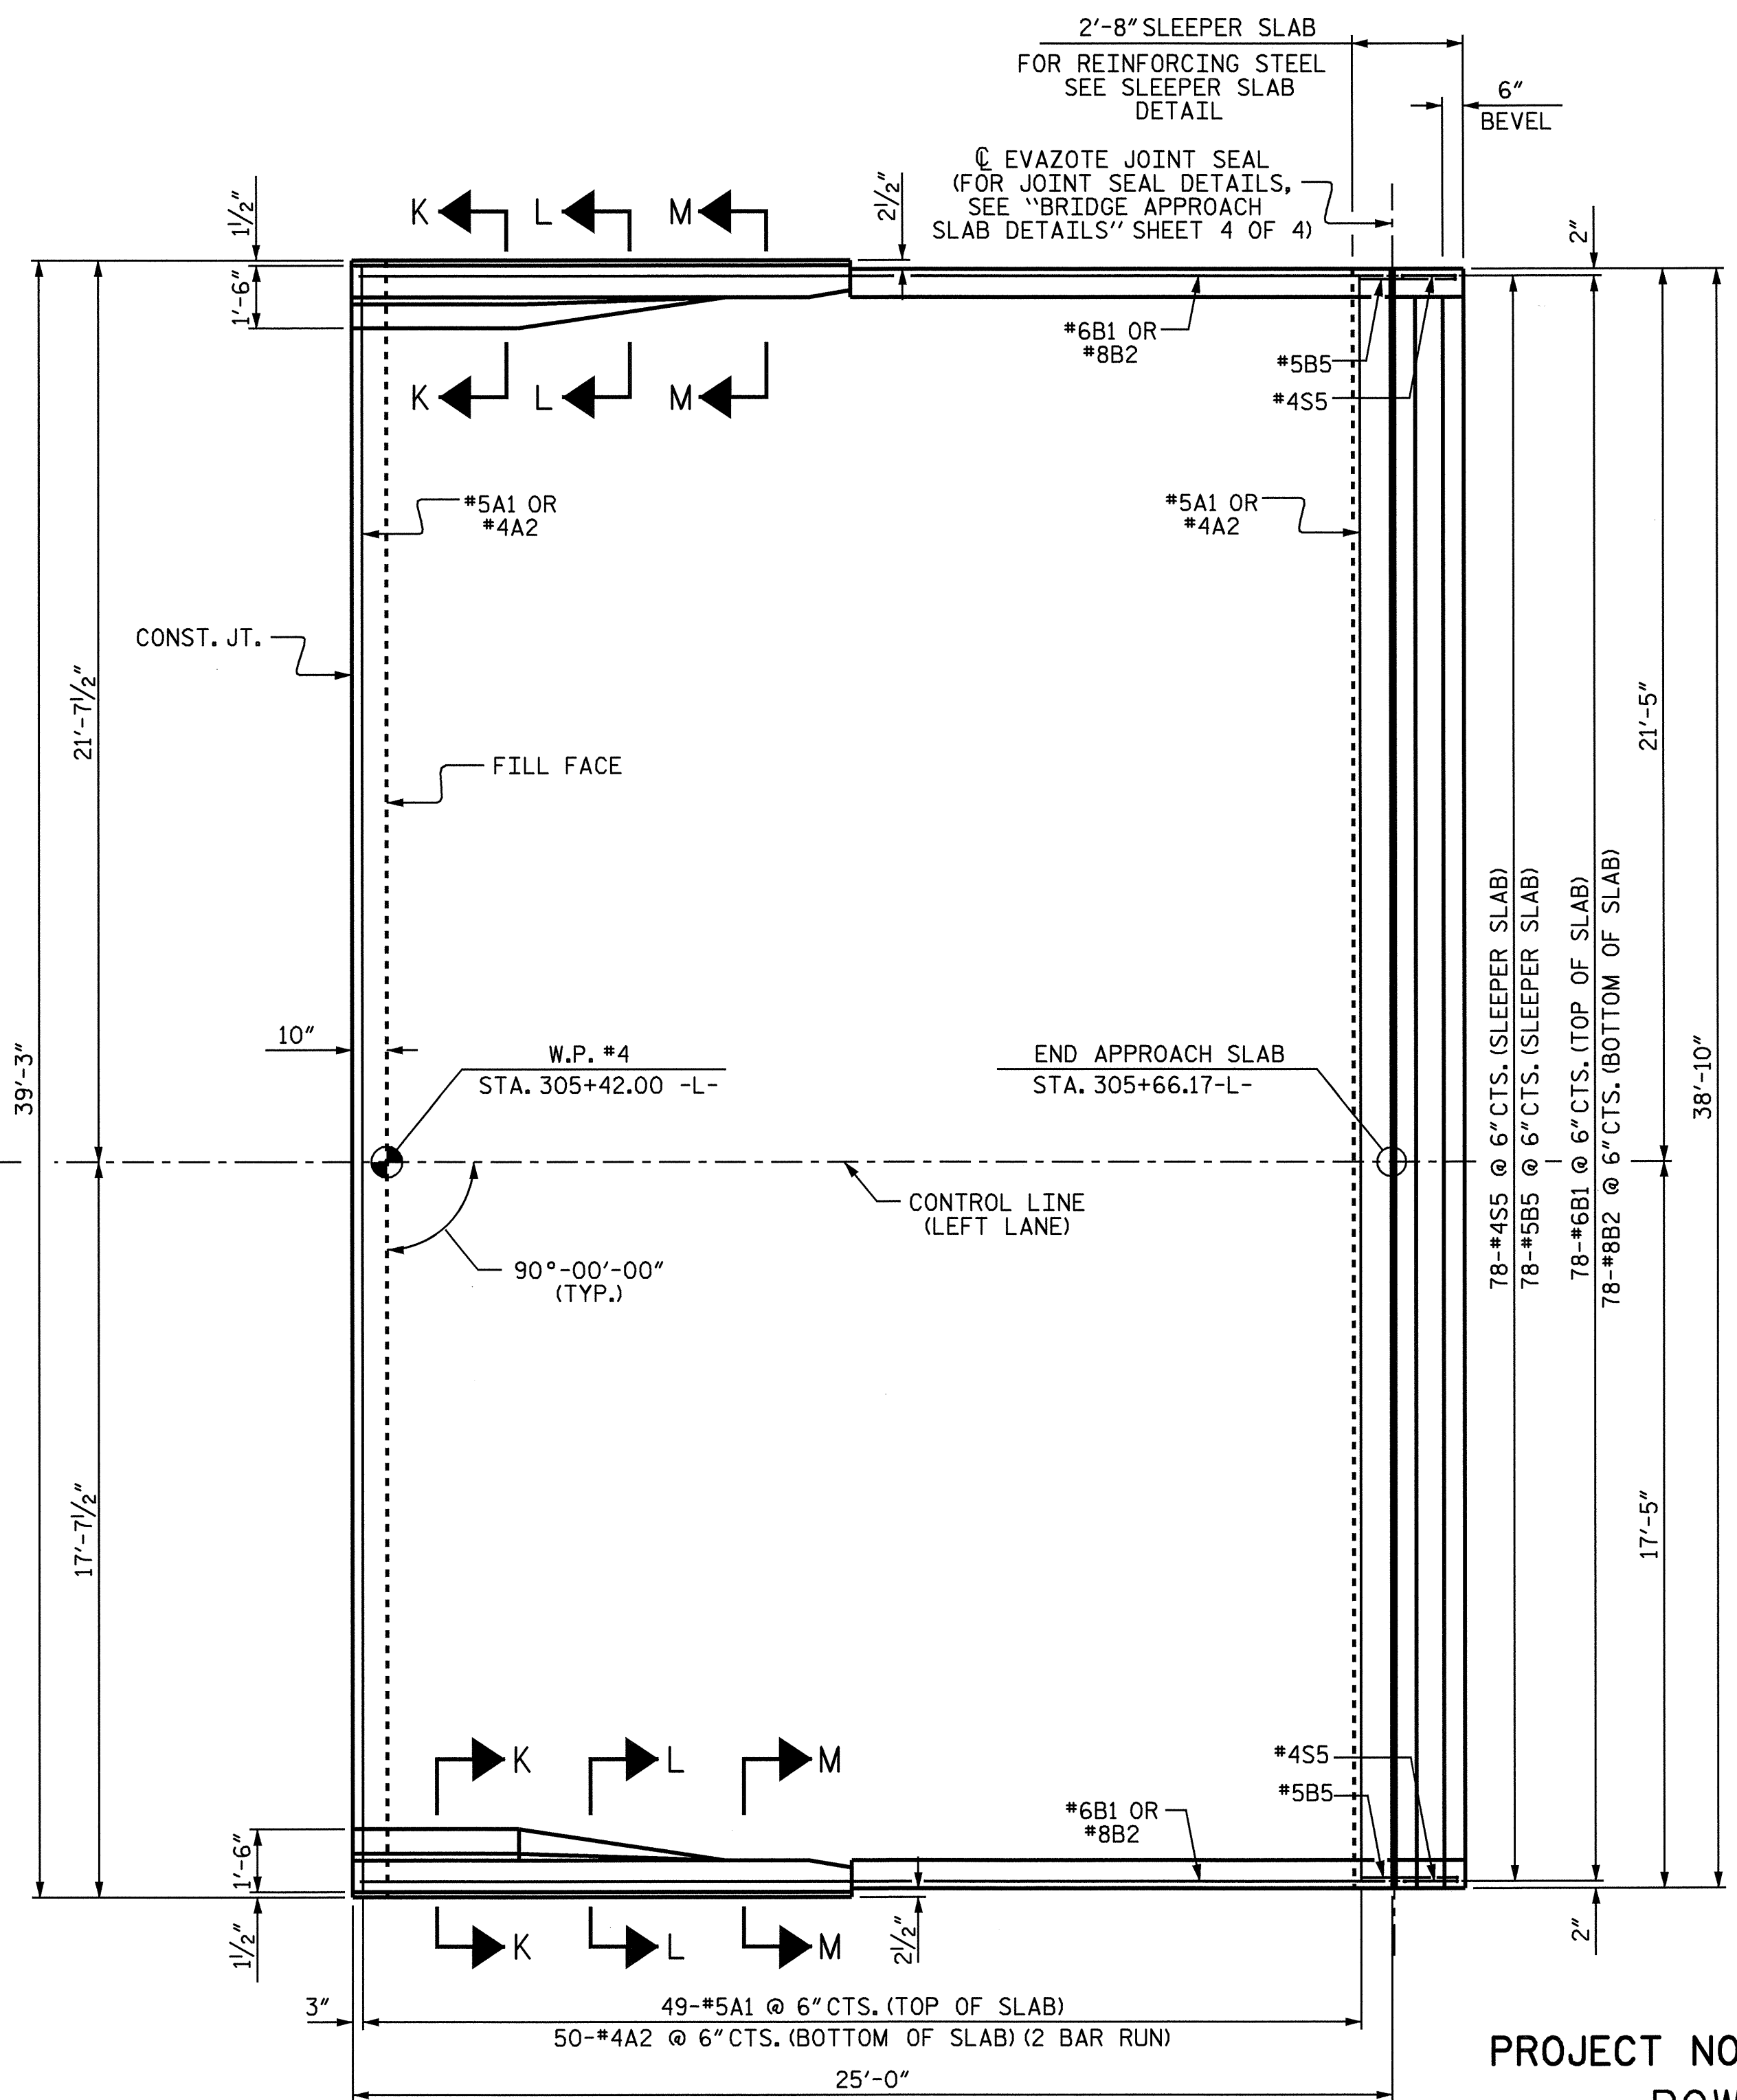 2'-8" SLEEPER SLAB
FOR REINFORCING STEEL
SEE SLEEPER SLAB
DETAIL
6"
BEVEL
℄ EVAZOTE JOINT SEAL
(FOR JOINT SEAL DETAILS,
SEE "BRIDGE APPROACH
SLAB DETAILS" SHEET 4 OF 4)
1½"
K
L
M
2½"
2"
1'-6"
#6B1 OR
#8B2
#5B5
#4S5
K
L
M
#5A1 OR
#4A2
#5A1 OR
#4A2
CONST. JT.
21'-7½"
21'-5"
FILL FACE
78-#4S5 @ 6" CTS. (SLEEPER SLAB)
78-#5B5 @ 6" CTS. (SLEEPER SLAB)
78-#6B1 @ 6" CTS. (TOP OF SLAB)
78-#8B2 @ 6" CTS. (BOTTOM OF SLAB)
10"
W.P. #4
STA. 305+42.00 -L-
END APPROACH SLAB
STA. 305+66.17-L-
39'-3"
38'-10"
CONTROL LINE
(LEFT LANE)
90°-00'-00"
(TYP.)
17'-7½"
17'-5"
K
L
M
#4S5
#5B5
#6B1 OR
#8B2
1'-6"
1½"
K
L
M
2½"
2"
3"
49-#5A1 @ 6" CTS. (TOP OF SLAB)
50-#4A2 @ 6" CTS. (BOTTOM OF SLAB) (2 BAR RUN)
25'-0"
PROJECT NO